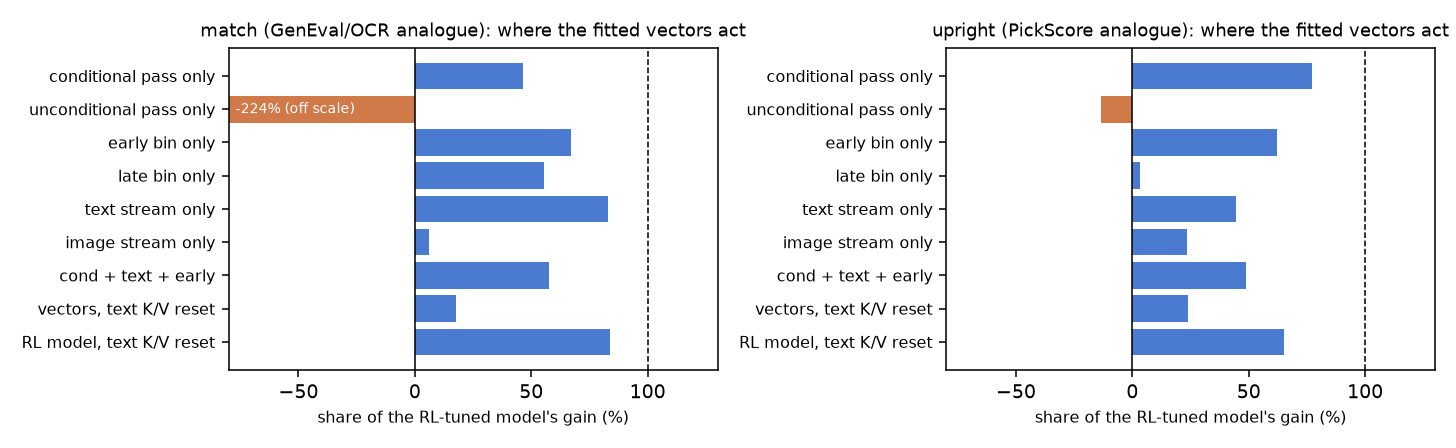 match (GenEval/OCR analogue): where the fitted vectors act
conditional pass only
unconditional pass only
-224% (off scale)
early bin only
late bin only
text stream only
image stream only
cond + text + early
vectors, text K/V reset
RL model, text K/V reset
−50
0
50
100
share of the RL-tuned model's gain (%)
upright (PickScore analogue): where the fitted vectors act
conditional pass only
unconditional pass only
early bin only
late bin only
text stream only
image stream only
cond + text + early
vectors, text K/V reset
RL model, text K/V reset
−50
0
50
100
share of the RL-tuned model's gain (%)